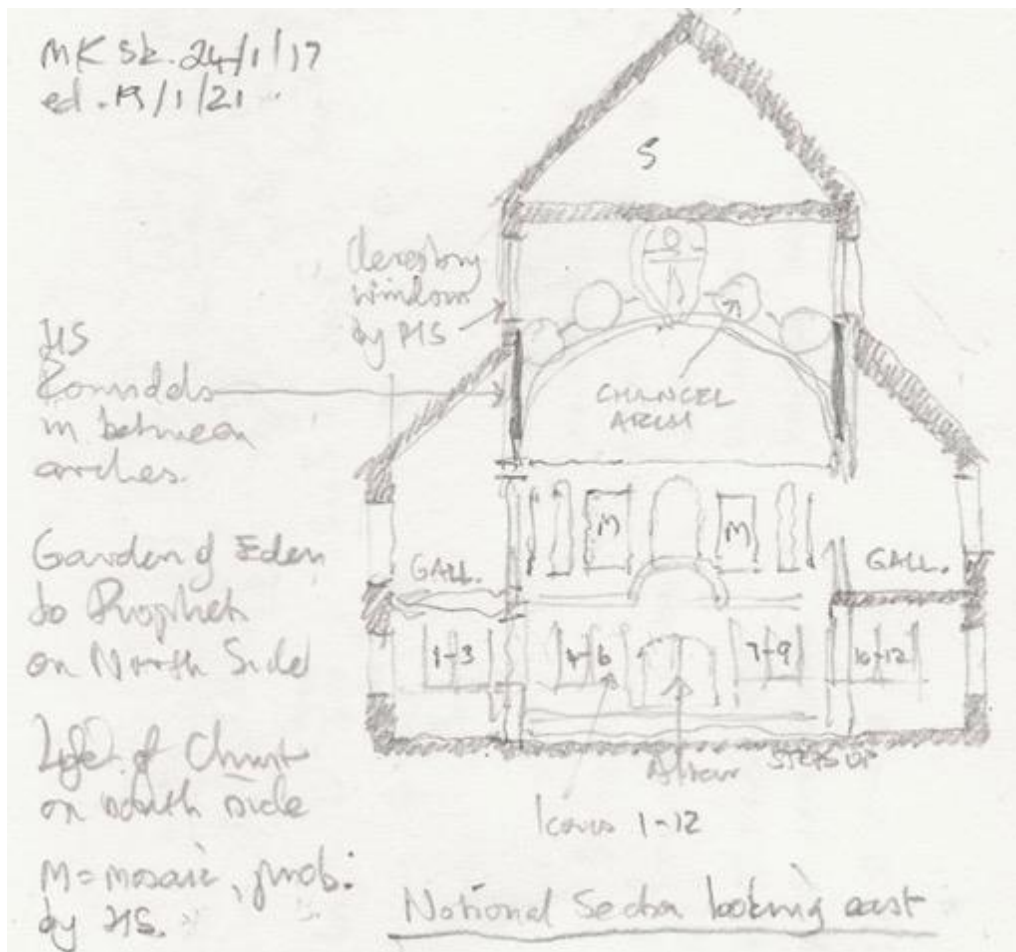 MK Sk. 24/1/17
ed. 19/1/21
S
Clerestory
window
by HS
HS
Roundels
in between
arches.
CHANCEL
ARCH
M
M
GALL.
GALL.
Garden of Eden
to Prophets
on North Side
1-3
4-6
7-9
10-12
Life of Christ
on south side
Altar
STEPS UP
Icons 1-12
M = mosaic, prob:
by HS.
Notional Section looking east